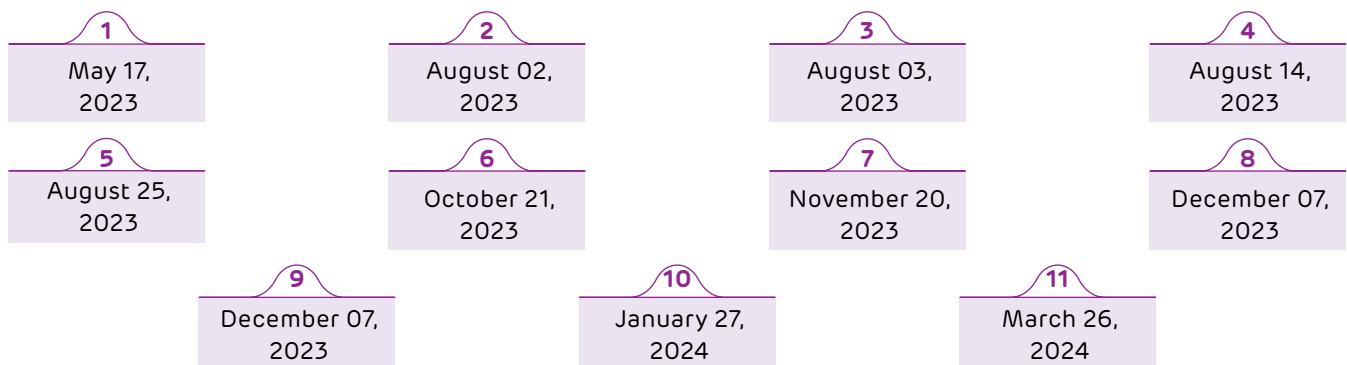 1
May 17,
2023
2
August 02,
2023
3
August 03,
2023
4
August 14,
2023
5
August 25,
2023
6
October 21,
2023
7
November 20,
2023
8
December 07,
2023
9
December 07,
2023
10
January 27,
2024
11
March 26,
2024